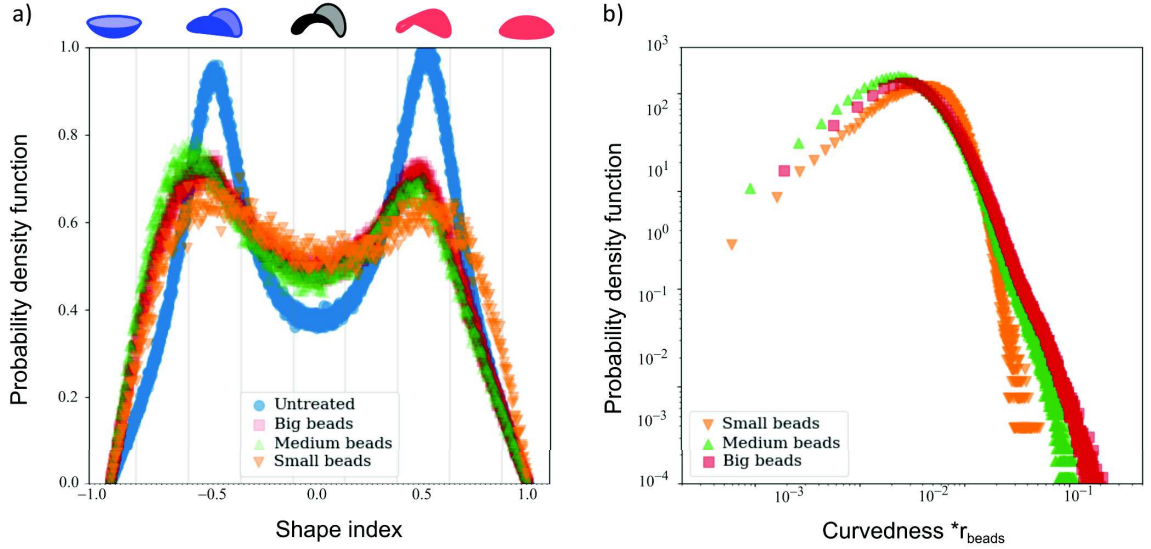 a)
1.0
0.8
0.6
0.4
0.2
0.0
Probability density function
−1.0
−0.5
0.0
0.5
1.0
Shape index
Untreated
Big beads
Medium beads
Small beads
b)
10³
10²
10¹
10⁰
10⁻¹
10⁻²
10⁻³
10⁻⁴
Probability density function
10⁻³
10⁻²
10⁻¹
Curvedness *r_beads
Small beads
Medium beads
Big beads